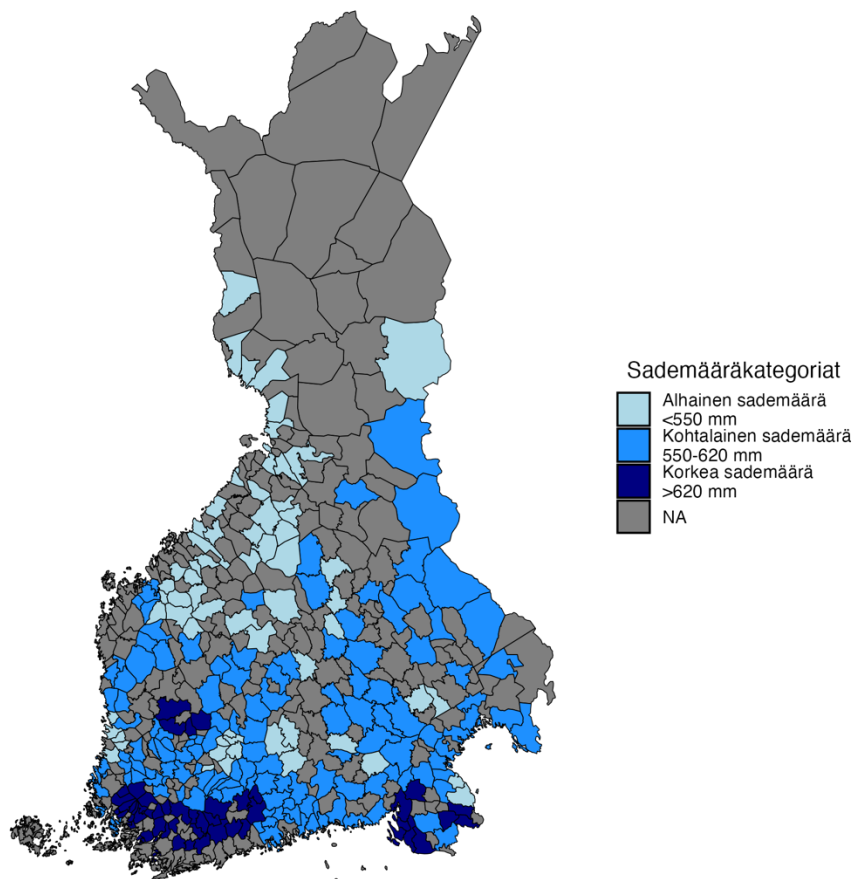 Sademääräkategoriat
Alhainen sademäärä
<550 mm
Kohtalainen sademäärä
550-620 mm
Korkea sademäärä
>620 mm
NA